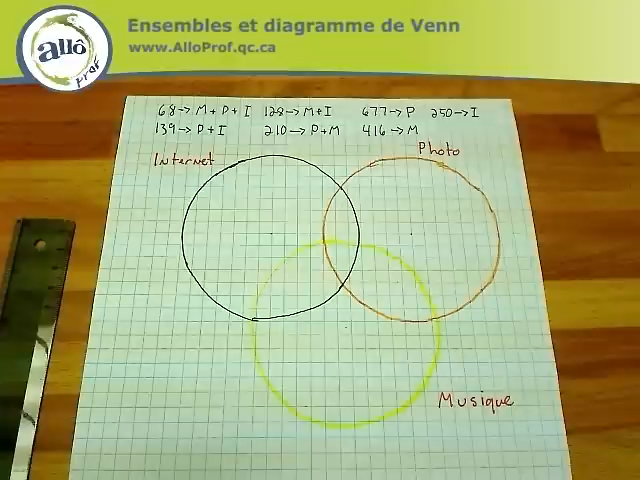 Ensembles et diagramme de Venn
www.AlloProf.qc.ca
allô
prof
68→M+P+I 128→M+I 677→P 250→I
139→P+I 210→P+M 416→M
Internet Photo
Musique